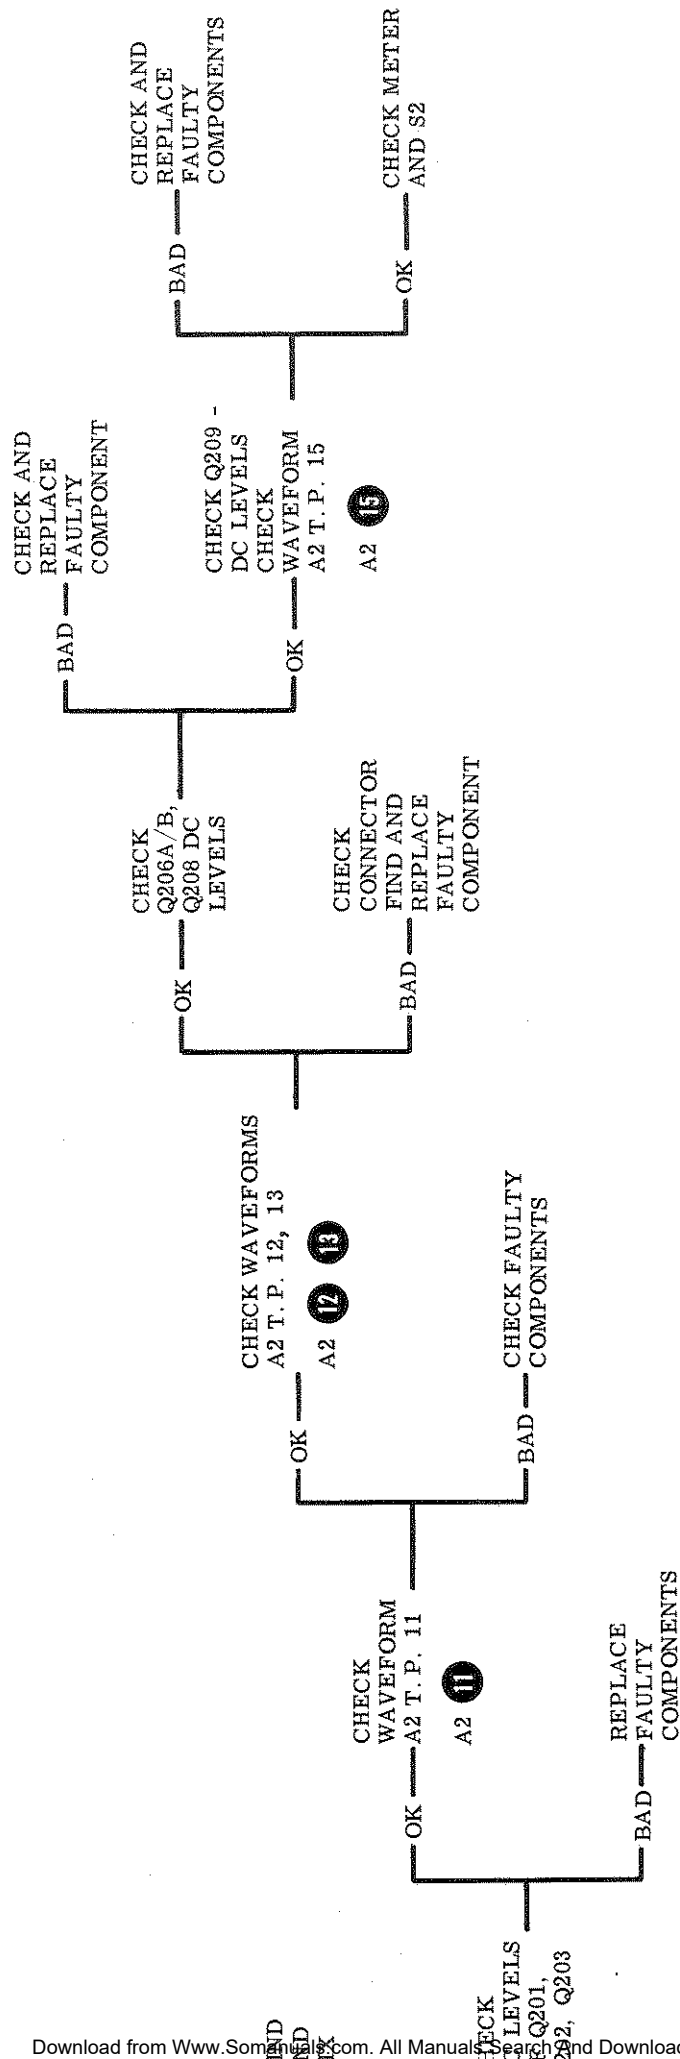 IND
ND
CHECK
LEVELS
Q201,
Q203
OK
BAD
CHECK
WAVEFORM
A2 T.P. 11
A2 11
REPLACE
FAULTY
COMPONENTS
OK
BAD
CHECK WAVEFORMS
A2 T.P. 12, 13
A2 12 13
CHECK FAULTY
COMPONENTS
OK
BAD
CHECK
Q206A/B,
Q208 DC
LEVELS
CHECK
CONNECTOR
FIND AND
REPLACE
FAULTY
COMPONENT
BAD
OK
CHECK AND
REPLACE
FAULTY
COMPONENT
CHECK Q209 -
DC LEVELS
CHECK
WAVEFORM
A2 T.P. 15
A2 15
BAD
OK
CHECK AND
REPLACE
FAULTY
COMPONENTS
CHECK METER
AND S2
Download from Www.Somanuals.com. All Manuals Search And Download